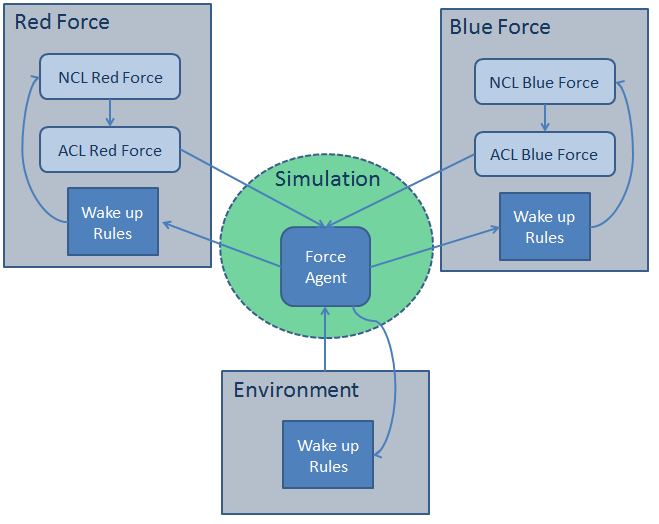 Red Force
NCL Red Force
ACL Red Force
Wake up
Rules
Blue Force
NCL Blue Force
ACL Blue Force
Wake up
Rules
Simulation
Force
Agent
Environment
Wake up
Rules